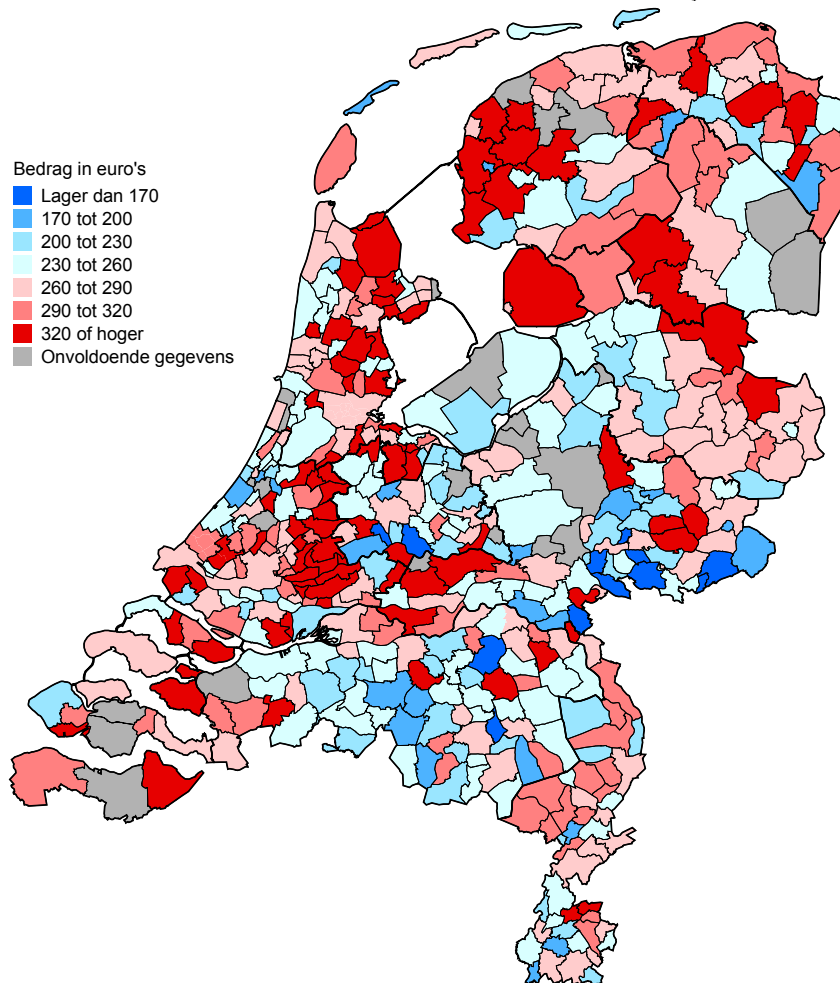 Bedrag in euro's
Lager dan 170
170 tot 200
200 tot 230
230 tot 260
260 tot 290
290 tot 320
320 of hoger
Onvoldoende gegevens